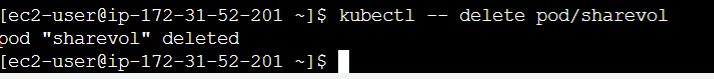 [ec2-user@ip-172-31-52-201 ~]$ kubectl -- delete pod/sharevol
pod "sharevol" deleted
[ec2-user@ip-172-31-52-201 ~]$